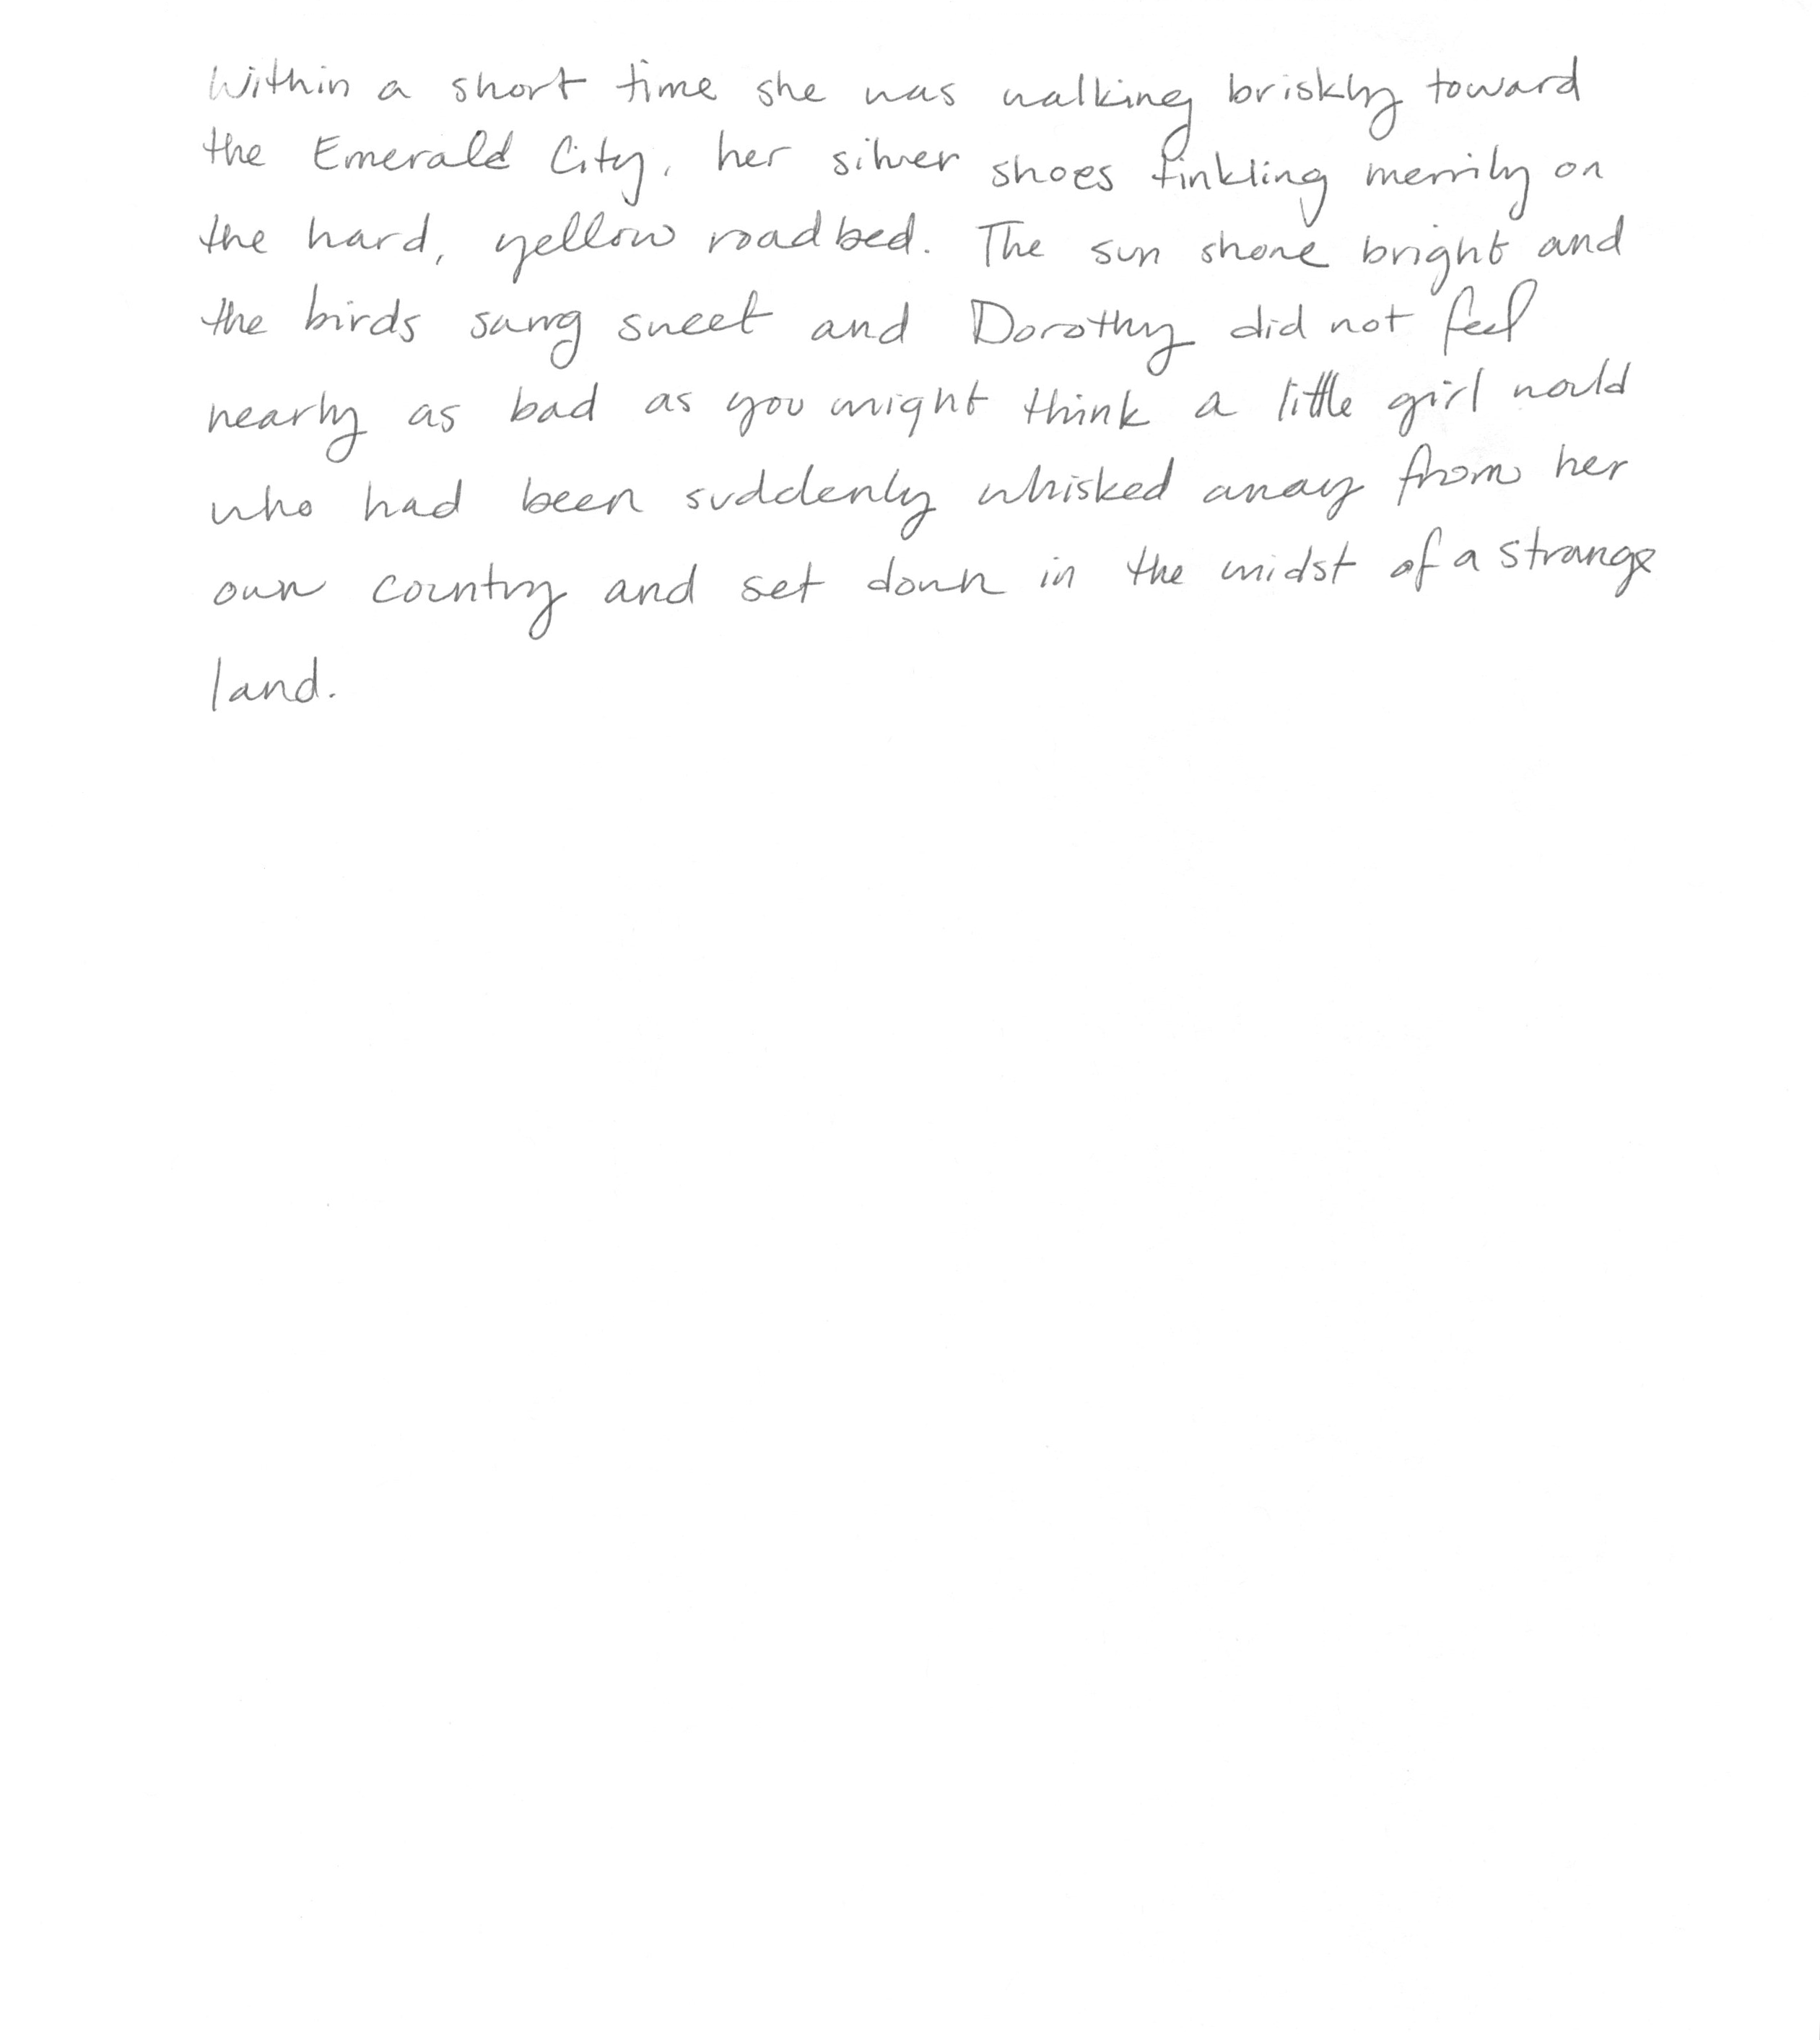 Within a short time she was walking briskly toward
the Emerald City, her silver shoes tinkling merrily on
the hard, yellow roadbed. The sun shone bright and
the birds sang sweet and Dorothy did not feel
nearly as bad as you might think a little girl would
who had been suddenly whisked away from her
own country and set down in the midst of a strange
land.